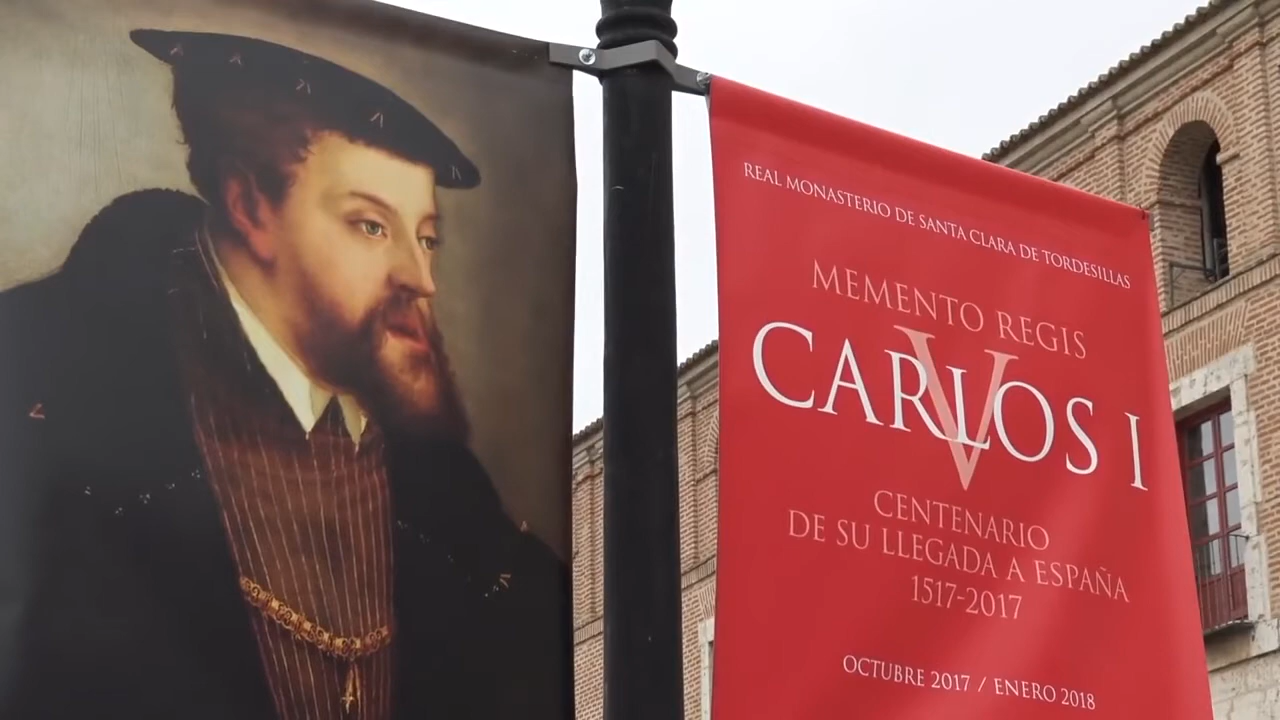 REAL MONASTERIO DE SANTA CLARA DE TORDESILLAS
MEMENTO REGIS
CARLOS I
V
CENTENARIO
DE SU LLEGADA A ESPAÑA
1517-2017
OCTUBRE 2017 / ENERO 2018